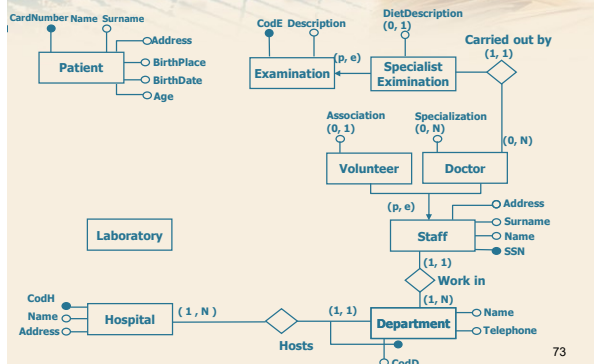 CardNumber Name Surname
Address
BirthPlace
BirthDate
Age
Patient
CodE Description
Examination
(p, e)
DietDescription
(0, 1)
Specialist
Eximination
Carried out by
(1, 1)
(0, N)
Association
(0, 1)
Specialization
(0, N)
Volunteer
Doctor
(p, e)
Address
Surname
Name
SSN
Staff
Laboratory
(1, 1)
Work in
(1, N)
CodH
Name
Address
Hospital
( 1 , N )
Hosts
(1, 1)
Department
Name
Telephone
CodD
73